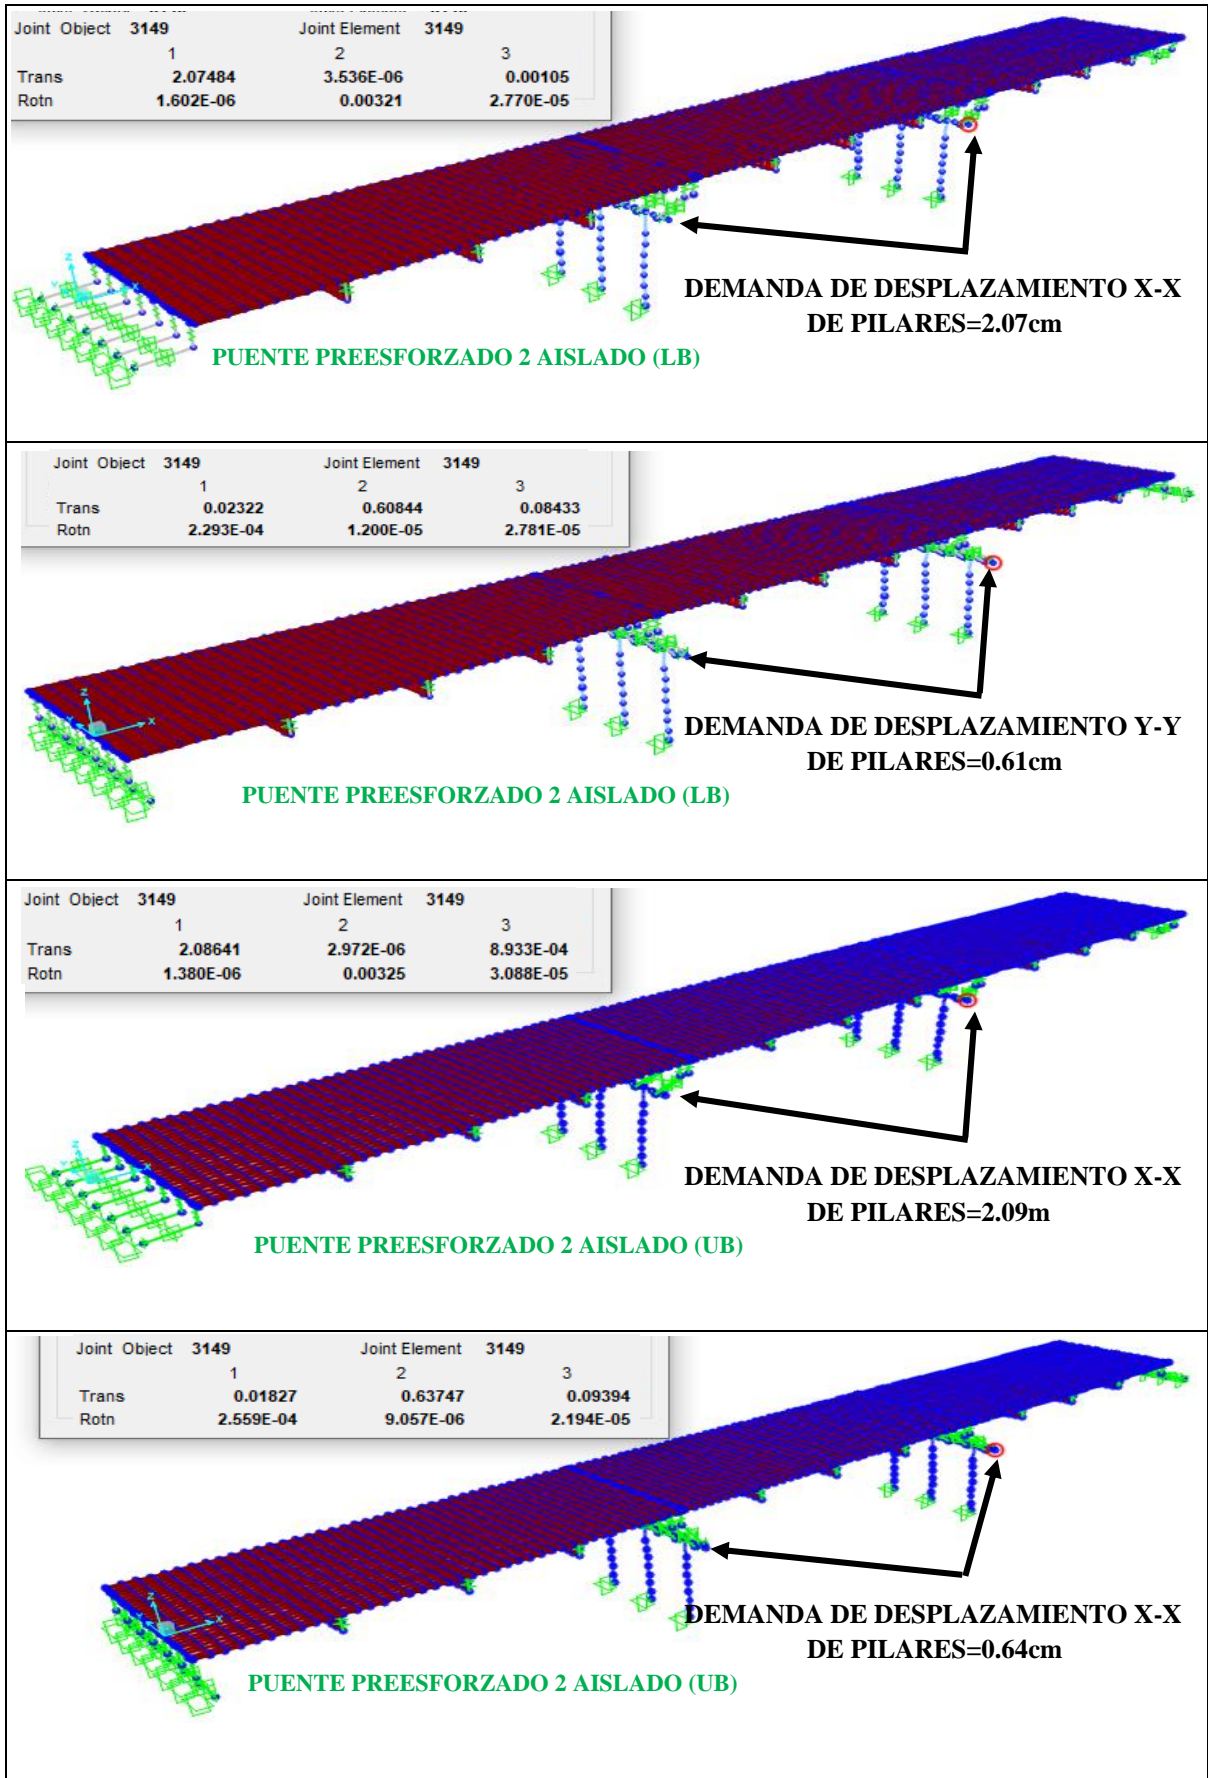 Joint Object 3149 Joint Element 3149
1 2 3
Trans 2.07484 3.536E-06 0.00105
Rotn 1.602E-06 0.00321 2.770E-05
DEMANDA DE DESPLAZAMIENTO X-X
DE PILARES=2.07cm
PUENTE PREESFORZADO 2 AISLADO (LB)
Joint Object 3149 Joint Element 3149
1 2 3
Trans 0.02322 0.60844 0.08433
Rotn 2.293E-04 1.200E-05 2.781E-05
DEMANDA DE DESPLAZAMIENTO Y-Y
DE PILARES=0.61cm
PUENTE PREESFORZADO 2 AISLADO (LB)
Joint Object 3149 Joint Element 3149
1 2 3
Trans 2.08641 2.972E-06 8.933E-04
Rotn 1.380E-06 0.00325 3.088E-05
DEMANDA DE DESPLAZAMIENTO X-X
DE PILARES=2.09m
PUENTE PREESFORZADO 2 AISLADO (UB)
Joint Object 3149 Joint Element 3149
1 2 3
Trans 0.01827 0.63747 0.09394
Rotn 2.559E-04 9.057E-06 2.194E-05
DEMANDA DE DESPLAZAMIENTO X-X
DE PILARES=0.64cm
PUENTE PREESFORZADO 2 AISLADO (UB)